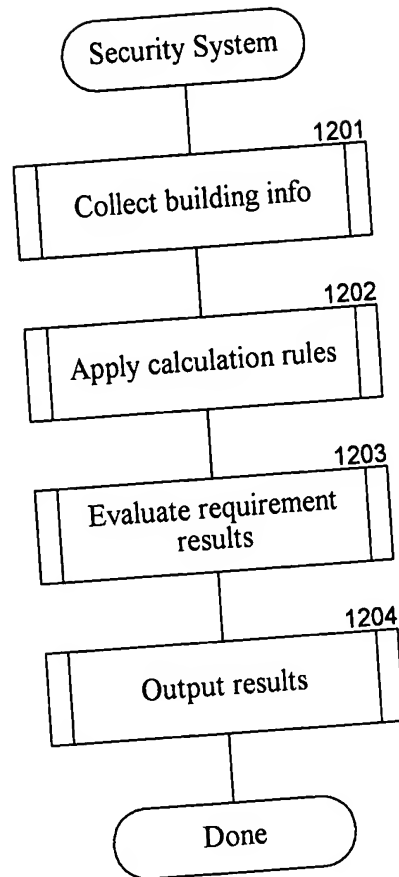 Security System
1201
Collect building info
1202
Apply calculation rules
1203
Evaluate requirement
results
1204
Output results
Done